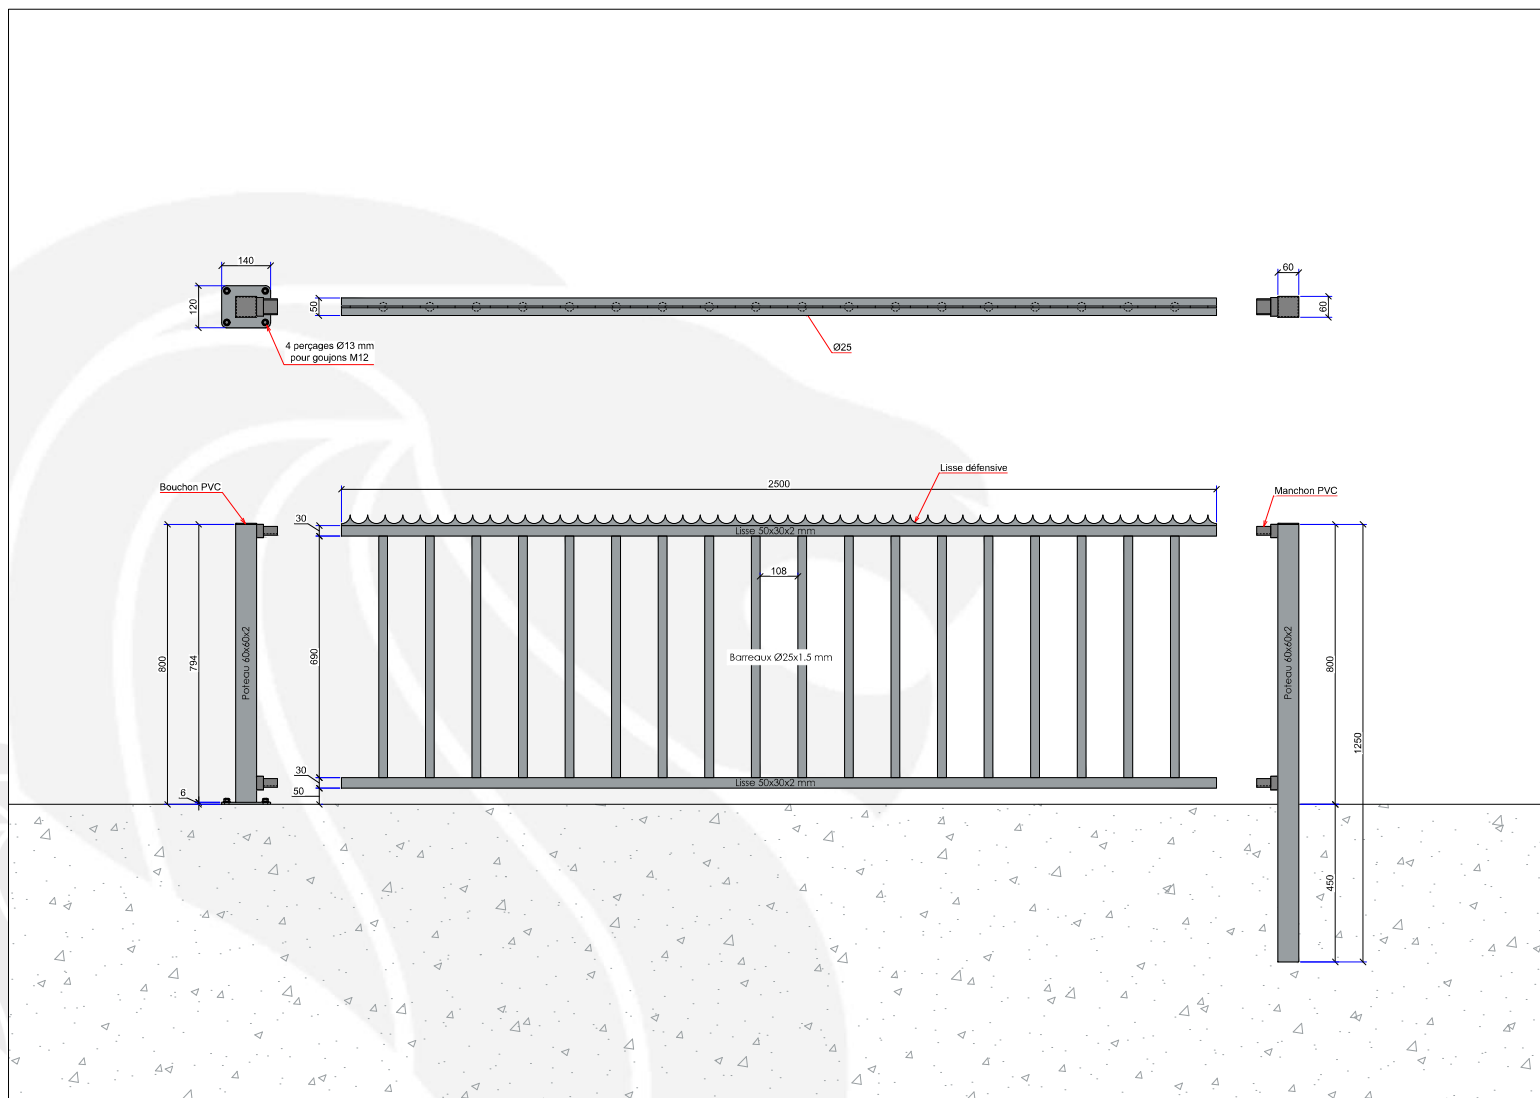 140
120
4 perçages Ø13 mm
pour goujons M12
50
Ø25
60
60
Bouchon PVC
Lisse défensive
2500
Manchon PVC
30
Lisse 50x30x2 mm
108
800
794
Poteau 60x60x2
690
Barreaux Ø25x1.5 mm
Poteau 60x60x2
800
1250
30
Lisse 50x30x2 mm
6
50
450